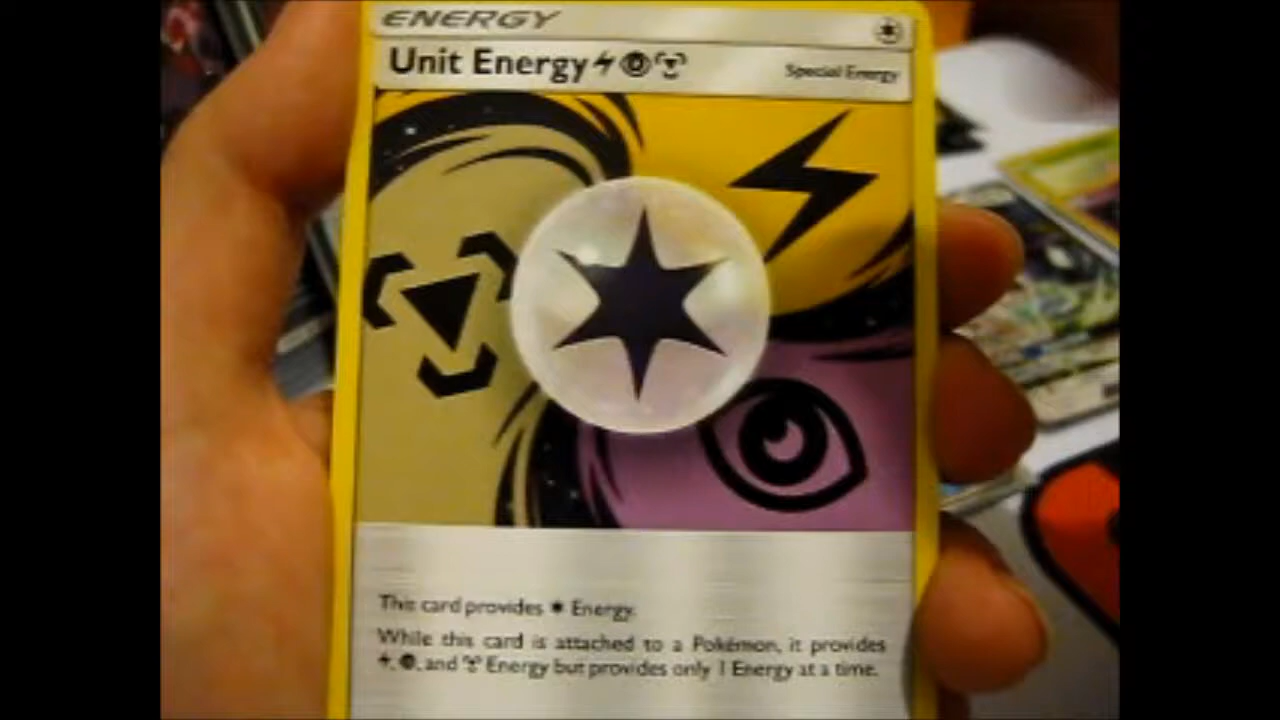 ENERGY
Unit Energy
Special Energy
This card provides Energy.
While this card is attached to a Pokémon, it provides
, , and Energy but provides only 1 Energy at a time.